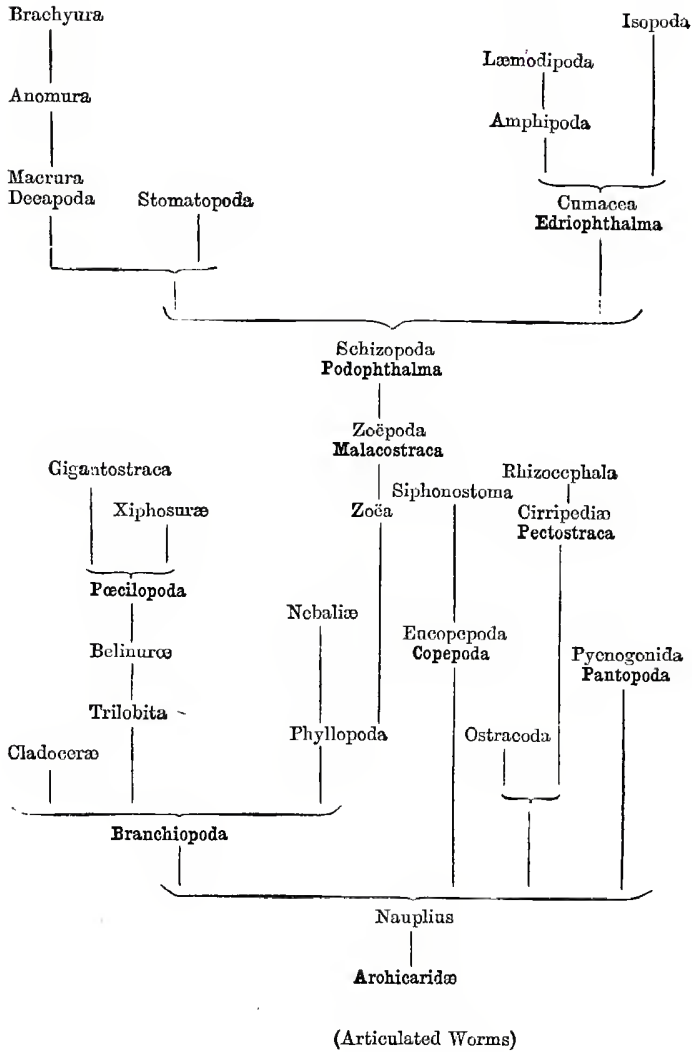 Brachyura
Isopoda
Læmodipoda
Anomura
Amphipoda
Macrura
Decapoda
Stomatopoda
Cumacea
Edriophthalma
Schizopoda
Podophthalma
Zoëpoda
Malacostraca
Gigantostraca
Rhizocephala
Siphonostoma
Xiphosuræ
Zoëa
Cirripediæ
Pectostraca
Pœcilopoda
Nebaliæ
Eucopepoda
Copepoda
Belinuræ
Pycnogonida
Pantopoda
Trilobita
Phyllopoda
Ostracoda
Cladoceræ
Branchiopoda
Nauplius
Archicaridæ
(Articulated Worms)